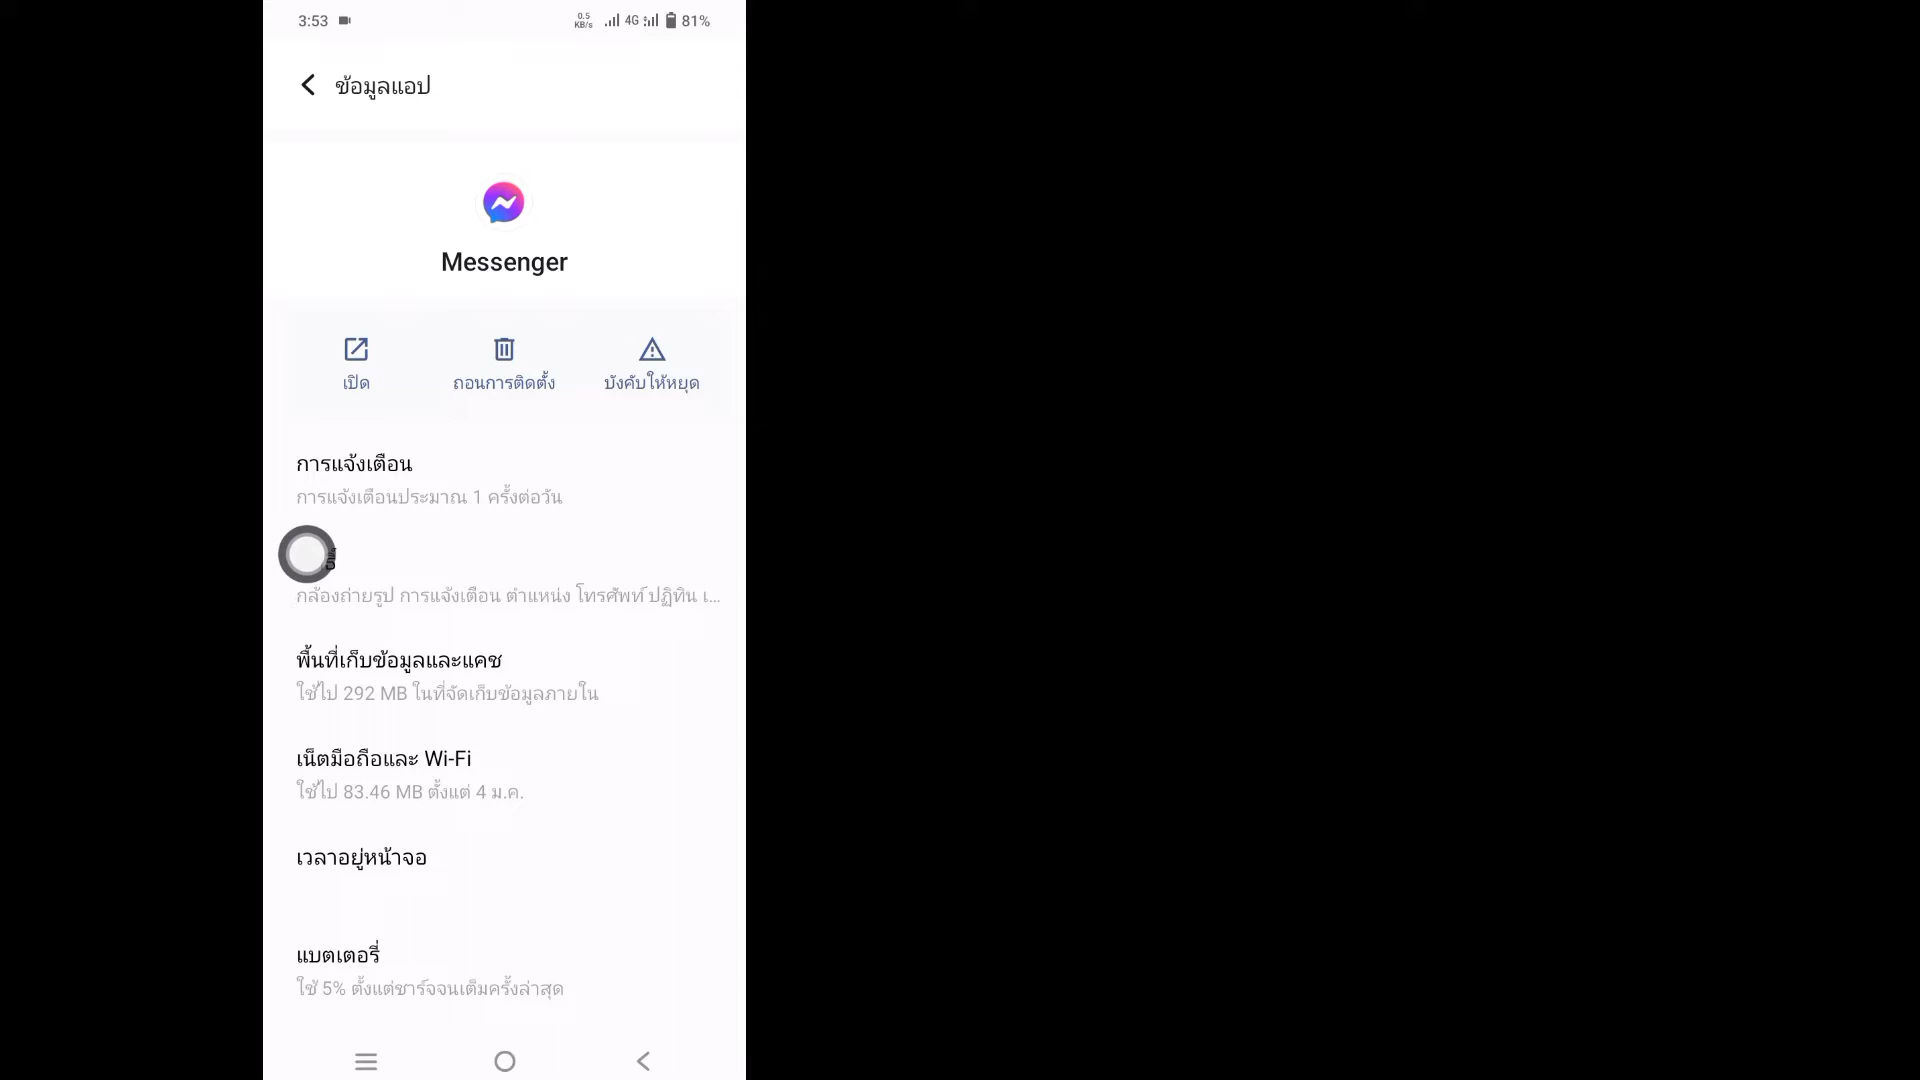 3:53 0.5 KB/s 4G 81%
ข้อมูลแอป
Messenger
เปิด ถอนการติดตั้ง บังคับให้หยุด
การแจ้งเตือน
การแจ้งเตือนประมาณ 1 ครั้งต่อวัน
กล้องถ่ายรูป การแจ้งเตือน ตำแหน่ง โทรศัพท์ ปฏิทิน เ...
พื้นที่เก็บข้อมูลและแคช
ใช้ไป 292 MB ในที่จัดเก็บข้อมูลภายใน
เน็ตมือถือและ Wi-Fi
ใช้ไป 83.46 MB ตั้งแต่ 4 ม.ค.
เวลาอยู่หน้าจอ
แบตเตอรี่
ใช้ 5% ตั้งแต่ชาร์จจนเต็มครั้งล่าสุด